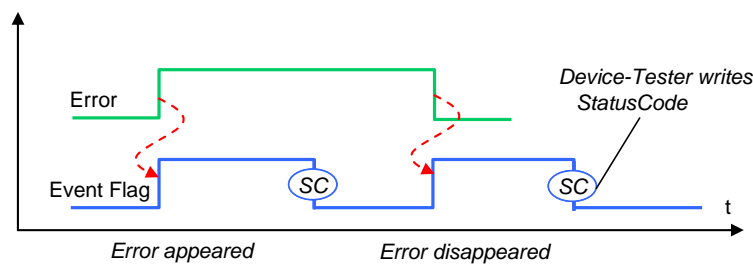 Device-Tester writes
StatusCode
Error
Event Flag
SC
SC
t
Error appeared
Error disappeared